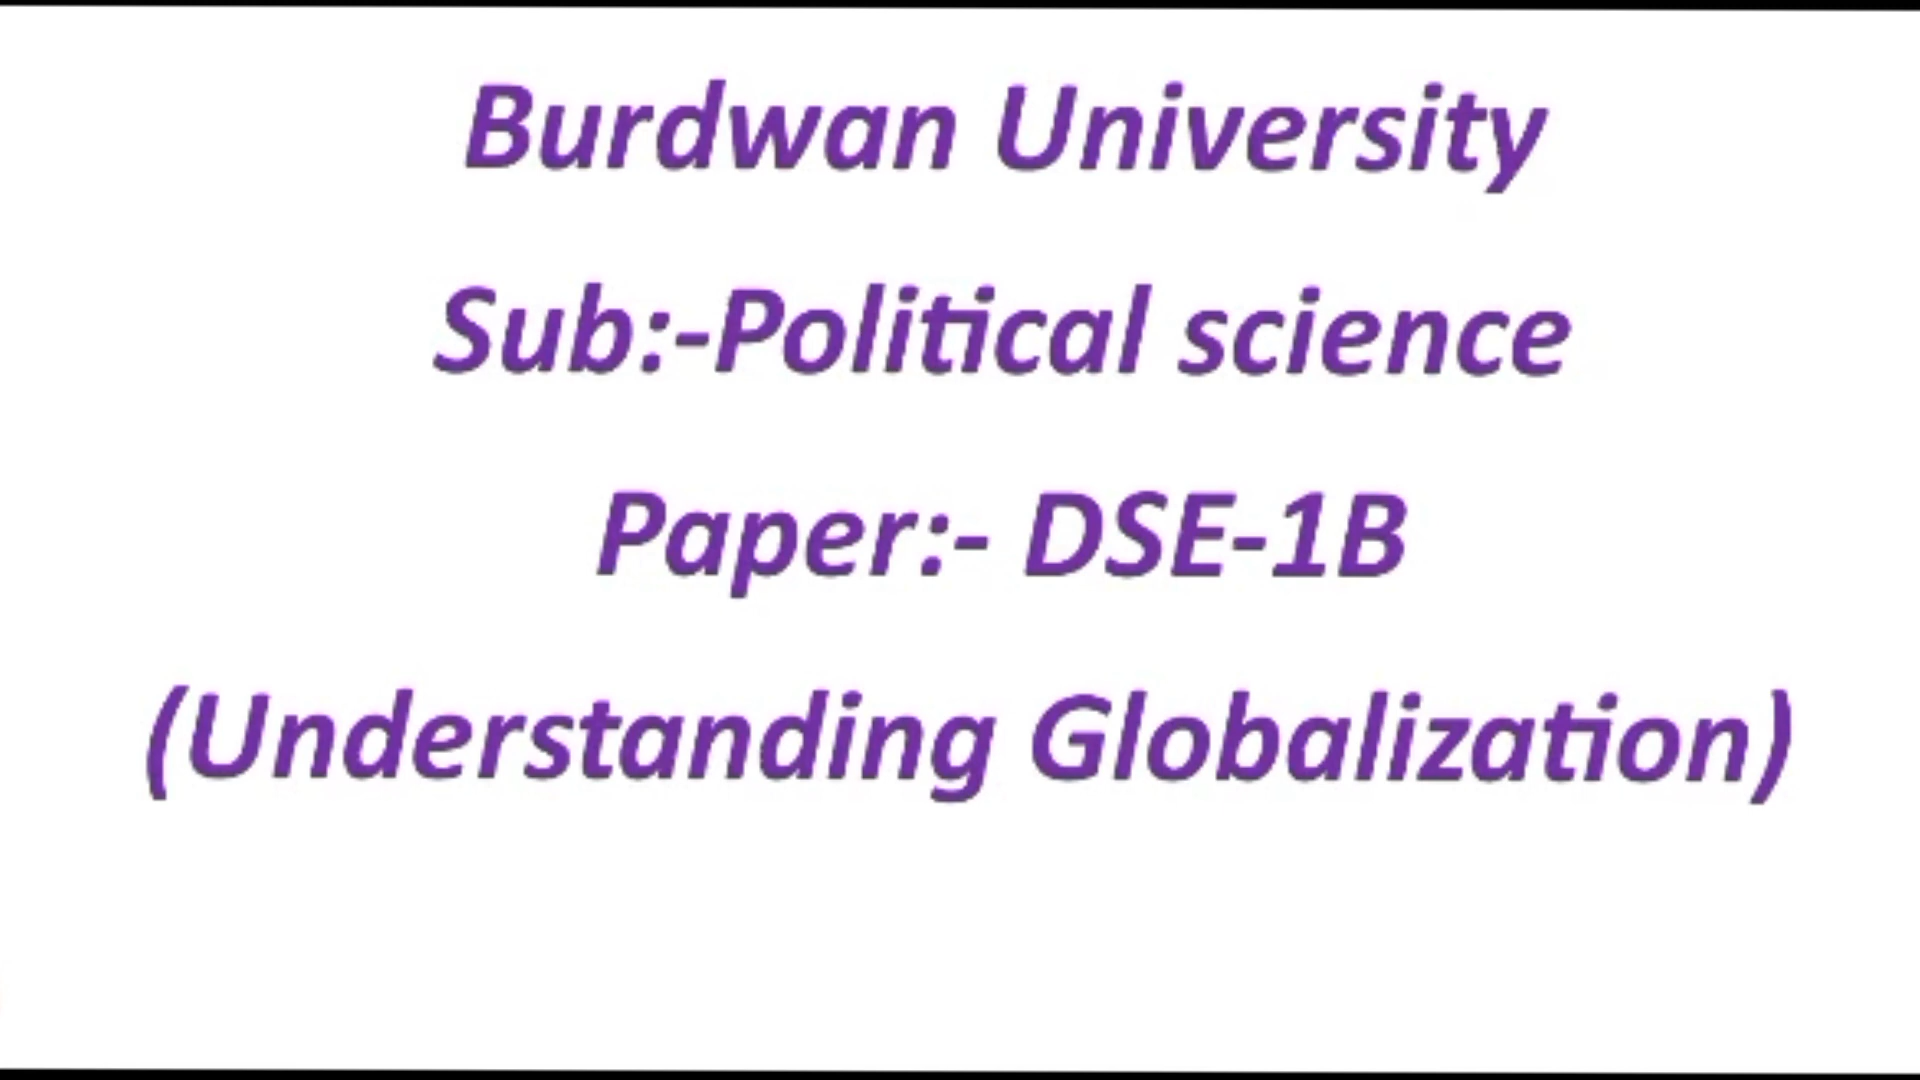 Burdwan University
Sub:-Political science
Paper:- DSE-1B
(Understanding Globalization)